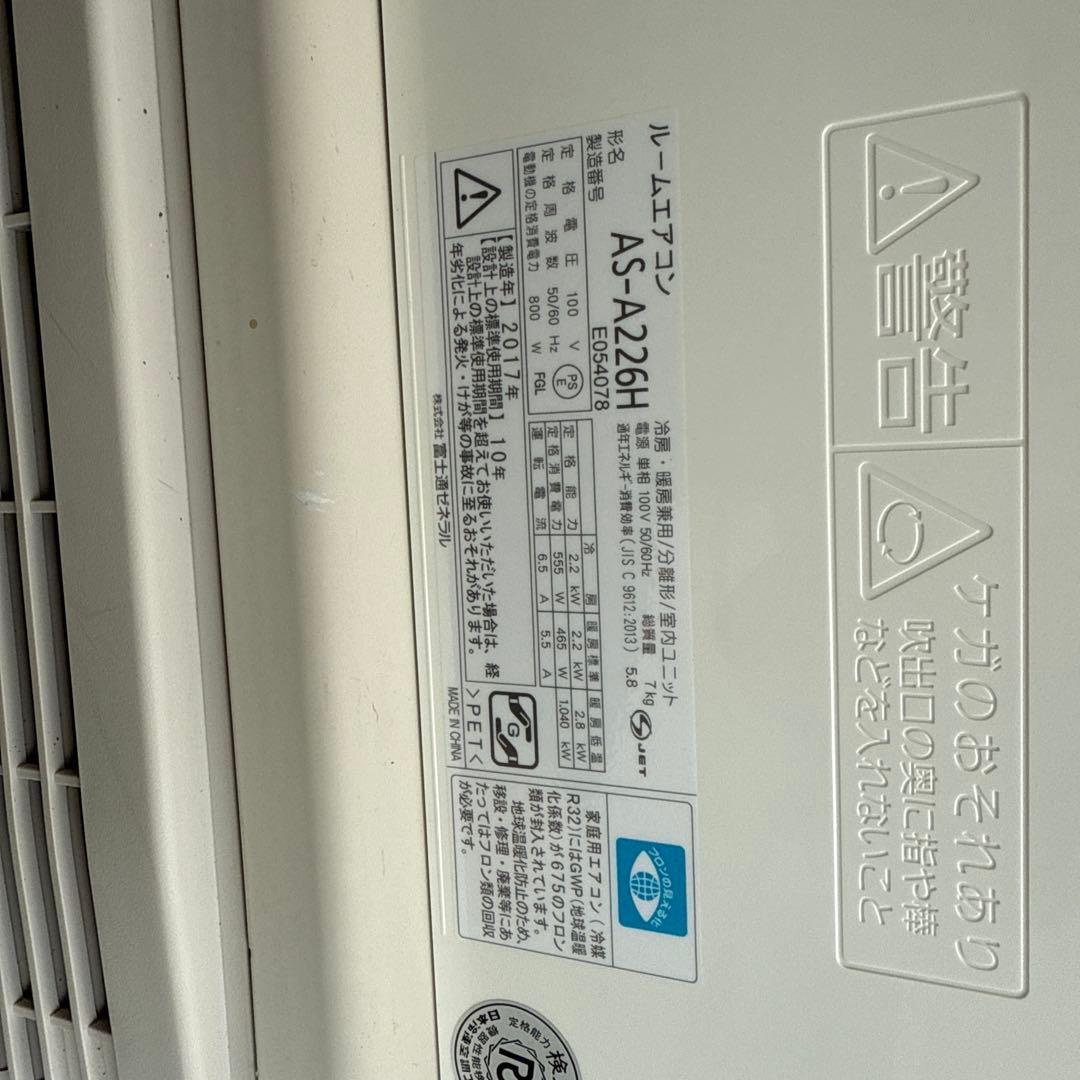 ルームエアコン
形名 AS-A226H
製造番号 E054078
冷房・暖房兼用/分離形/室内ユニット
電源 単相 100V 50/60Hz 総質量 7kg
通年エネルギー消費効率(JIS C 9612:2013) 5.8
JET
定格電圧 100 V
定格周波数 50/60 Hz
電動機の定格消費電力 800 W FGL
PS
E
冷房 暖房標準 暖房低温
定格能力 2.2 kW 2.2 kW 2.8 kW
定格消費電力 555 W 465 W 1.040 kW
運転電流 6.5 A 5.5 A
【製造年】2017年
【設計上の標準使用期間】10年
設計上の標準使用期間を超えてお使いいただいた場合は、経
年劣化による発火・けが等の事故に至るおそれがあります。
株式会社 富士通ゼネラル
G
>PET<
MADE IN CHINA
フロンの見える化
家庭用エアコン(冷媒
R32)にはGWP(地球温暖
化係数)が675のフロン
類が封入されています。
地球温暖化防止のため、
移設・修理・廃棄等にあ
たってはフロン類の回収
が必要です。
警告
ケガのおそれあり
吹出口の奥に指や棒
などを入れないこと
定格能力